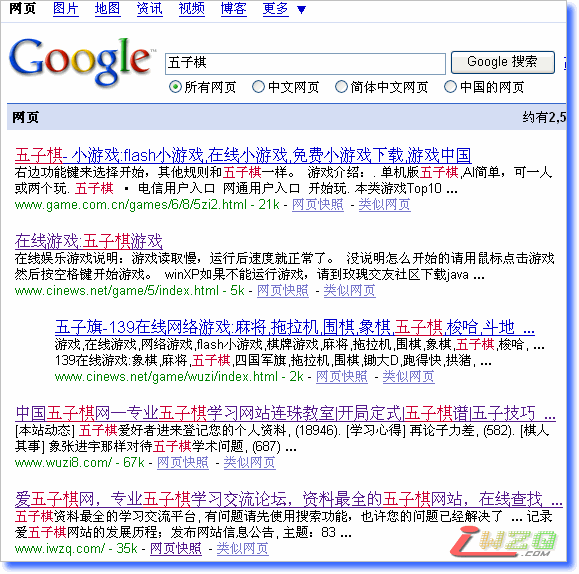 网页 图片 地图 资讯 视频 博客 更多 ▼
Google™
五子棋 Google 搜索
所有网页 中文网页 简体中文网页 中国的网页
网页 约有2,5
五子棋- 小游戏:flash小游戏,在线小游戏,免费小游戏下载,游戏中国
右边功能键来选择开始，其他规则和五子棋一样。 游戏介绍: . 单机版五子棋,AI简单，可一人
或两个玩. 五子棋 • 电信用户入口 网通用户入口 开始玩. 本类游戏Top10 ...
www.game.com.cn/games/6/8/5zi2.html - 21k - 网页快照 - 类似网页
在线游戏:五子棋游戏
在线娱乐游戏说明：游戏读取慢，运行后速度就正常了。 没说明怎么开始的请用鼠标点击游戏
然后按空格键开始游戏。 winXP如果不能运行游戏，请到玫瑰交友社区下载java ...
www.cinews.net/game/5/index.html - 5k - 网页快照 - 类似网页
五子旗-139在线网络游戏:麻将,拖拉机,围棋,象棋,五子棋,梭哈,斗地 ...
游戏,在线游戏,网络游戏,flash小游戏,棋牌游戏,麻将,拖拉机,围棋,象棋,五子棋,梭哈, ...
139在线游戏:象棋,麻将,五子棋,四国军旗,拖拉机,围棋,锄大D,跑得快,拱猪, ...
www.cinews.net/game/wuzi/index.html - 2k - 网页快照 - 类似网页
中国五子棋网—专业五子棋学习网站连珠教室|开局定式|五子棋谱|五子技巧 ...
[本站动态] 五子棋爱好者进来登记您的个人资料, (18946). [学习心得] 再论子力差, (582). [棋人
其事] 象张进宇那样对待五子棋学术问题, (687) ...
www.wuzi8.com/ - 67k - 网页快照 - 类似网页
爱五子棋网，专业五子棋学习交流论坛，资料最全的五子棋网站，在线查找 ...
五子棋资料最全的学习交流平台, 有问题请先使用搜索功能，也许您的问题已经解决了 ... 记录
爱五子棋网站的发展历程；发布网站信息公告, 主题：83 ...
www.iwzq.com/ - 35k - 网页快照 - 类似网页
iWZQ.COM